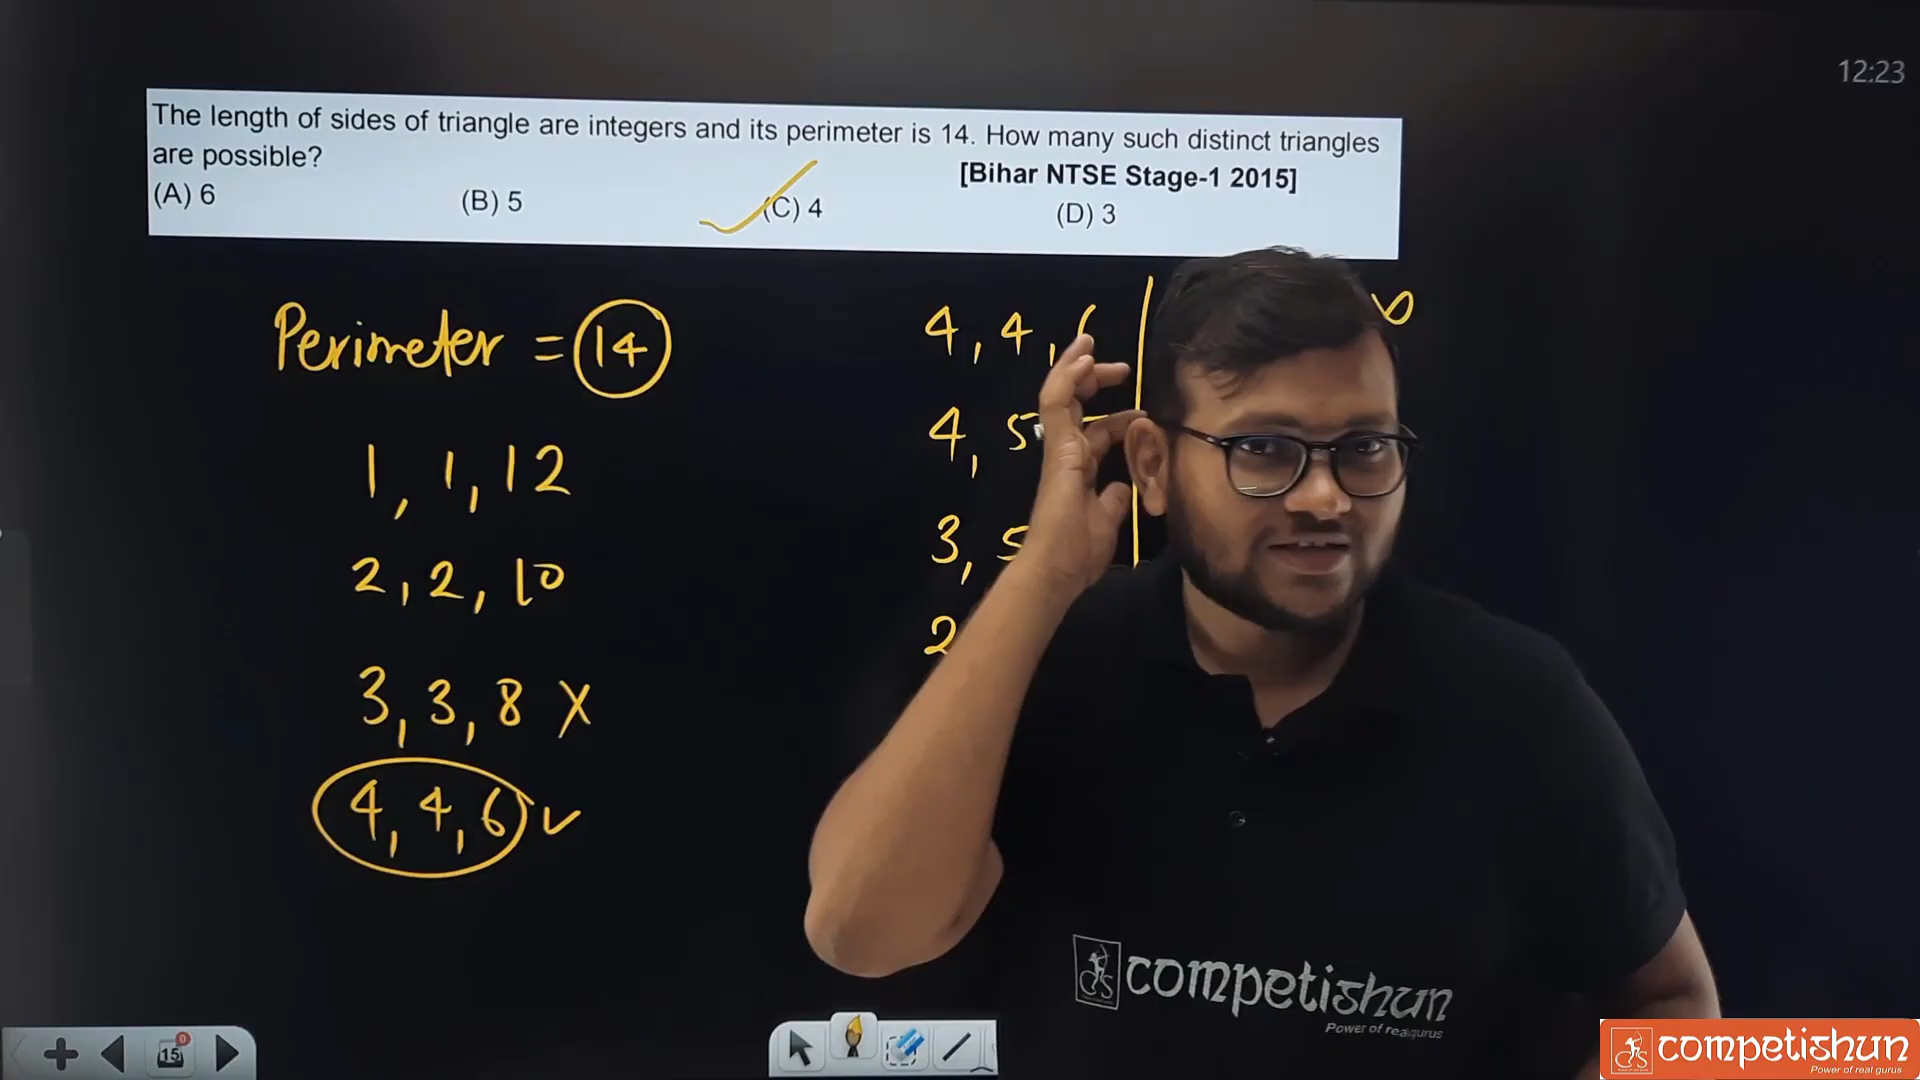 12:23
The length of sides of triangle are integers and its perimeter is 14. How many such distinct triangles
are possible?
[Bihar NTSE Stage-1 2015]
(A) 6 (B) 5 (C) 4 (D) 3
Perimeter = 14
1, 1, 12
2, 2, 10
3, 3, 8 X
4, 4, 6
4, 4, 6
4, 5
3, 5
2
competishun
Power of realgurus
15
0
competishun
Power of real gurus